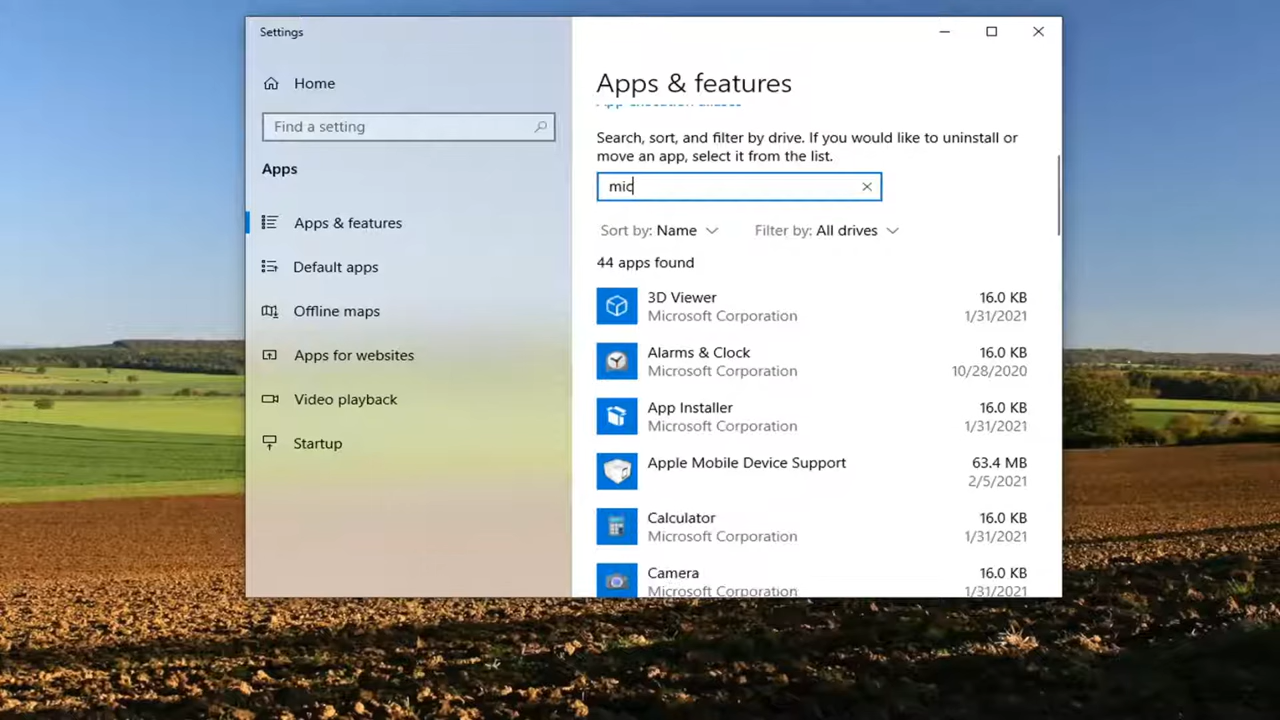 Settings
Home
Find a setting
Apps
Apps & features
Default apps
Offline maps
Apps for websites
Video playback
Startup
Apps & features
App execution aliases
Search, sort, and filter by drive. If you would like to uninstall or
move an app, select it from the list.
mic
Sort by: Name
Filter by: All drives
44 apps found
3D Viewer 16.0 KB
Microsoft Corporation 1/31/2021
Alarms & Clock 16.0 KB
Microsoft Corporation 10/28/2020
App Installer 16.0 KB
Microsoft Corporation 1/31/2021
Apple Mobile Device Support 63.4 MB
2/5/2021
Calculator 16.0 KB
Microsoft Corporation 1/31/2021
Camera 16.0 KB
Microsoft Corporation 1/31/2021